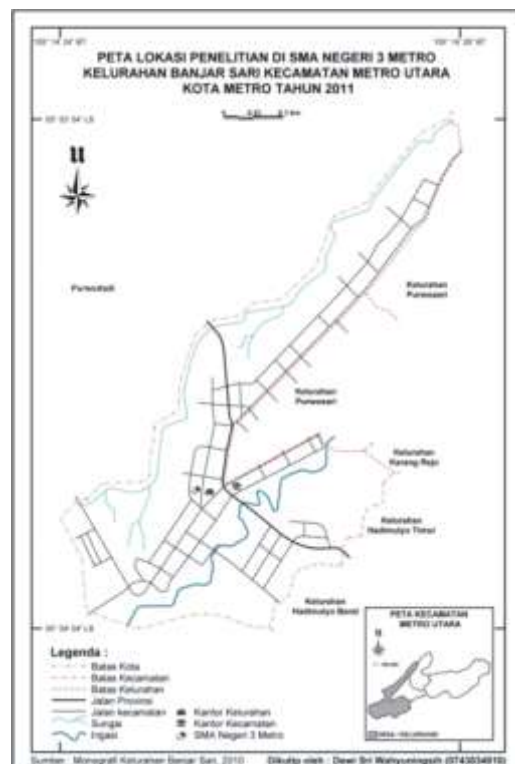 PETA LOKASI PENELITIAN DI SMA NEGERI 3 METRO
KELURAHAN BANJAR SARI KECAMATAN METRO UTARA
KOTA METRO TAHUN 2011
U
Kelurahan
Purwosari
Kelurahan
Purwosari
Kelurahan
Karang Rejo
Kelurahan
Hadimulyo Timur
Kelurahan
Hadimulyo Barat
PETA KECAMATAN
METRO UTARA
Legenda :
Batas Kota
Batas Kecamatan
Batas Kelurahan
Jalan Provinsi
Jalan kecamatan
Sungai
Irigasi
Kantor Kelurahan
Kantor Kecamatan
SMA Negeri 3 Metro
Sumber : Monografi Kelurahan Banjar Sari, 2010
Dikutip oleh : Dewi Sri Wahyuningsih